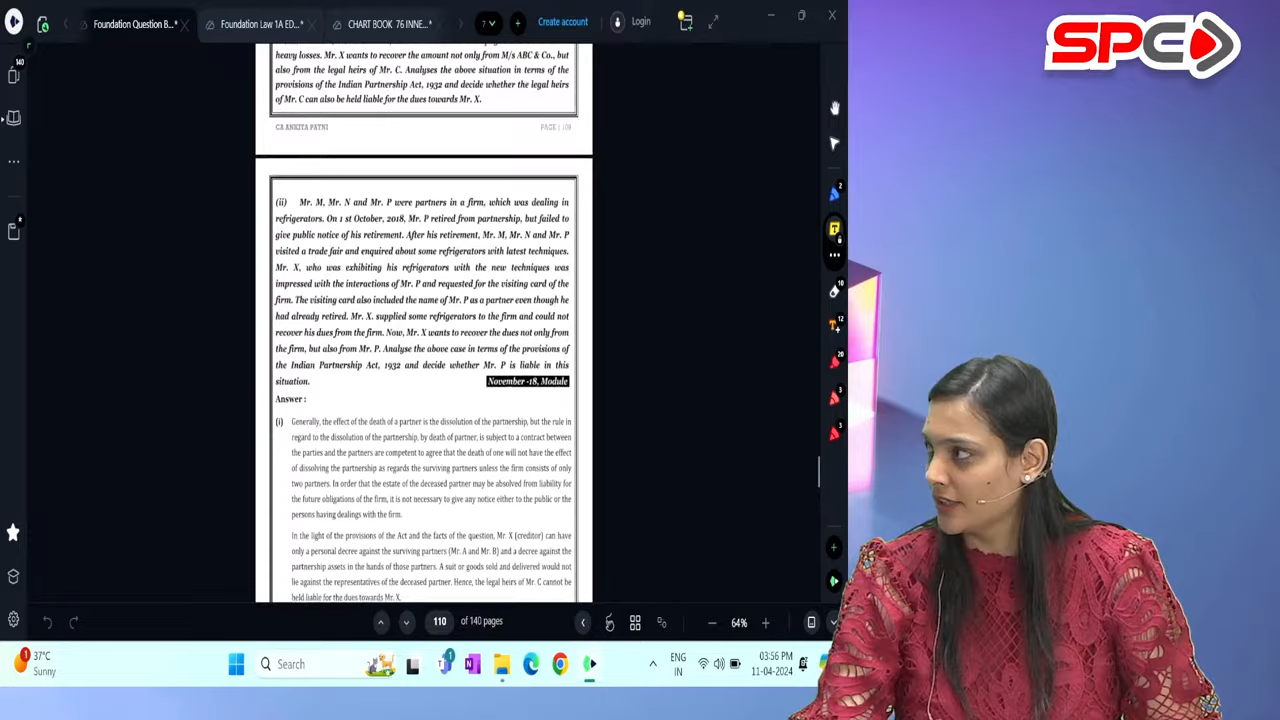 140
Foundation Question B...*
Foundation Law 1A ED...*
CHART BOOK 76 INNE...*
7
Create account
Login
SPC
heavy losses. Mr. X wants to recover the amount not only from M/s ABC & Co., but
also from the legal heirs of Mr. C. Analyses the above situation in terms of the
provisions of the Indian Partnership Act, 1932 and decide whether the legal heirs
of Mr. C can also be held liable for the dues towards Mr. X.
CA ANKITA PATNI
PAGE | 109
(ii) Mr. M, Mr. N and Mr. P were partners in a firm, which was dealing in
refrigerators. On 1 st October, 2018, Mr. P retired from partnership, but failed to
give public notice of his retirement. After his retirement, Mr. M, Mr. N and Mr. P
visited a trade fair and enquired about some refrigerators with latest techniques.
Mr. X, who was exhibiting his refrigerators with the new techniques was
impressed with the interactions of Mr. P and requested for the visiting card of the
firm. The visiting card also included the name of Mr. P as a partner even though he
had already retired. Mr. X. supplied some refrigerators to the firm and could not
recover his dues from the firm. Now, Mr. X wants to recover the dues not only from
the firm, but also from Mr. P. Analyse the above case in terms of the provisions of
the Indian Partnership Act, 1932 and decide whether Mr. P is liable in this
situation.
November -18, Module
Answer :
(i) Generally, the effect of the death of a partner is the dissolution of the partnership, but the rule in
regard to the dissolution of the partnership, by death of partner, is subject to a contract between
the parties and the partners are competent to agree that the death of one will not have the effect
of dissolving the partnership as regards the surviving partners unless the firm consists of only
two partners. In order that the estate of the deceased partner may be absolved from liability for
the future obligations of the firm, it is not necessary to give any notice either to the public or the
persons having dealings with the firm.
In the light of the provisions of the Act and the facts of the question, Mr. X (creditor) can have
only a personal decree against the surviving partners (Mr. A and Mr. B) and a decree against the
partnership assets in the hands of those partners. A suit or goods sold and delivered would not
lie against the representatives of the deceased partner. Hence, the legal heirs of Mr. C cannot be
held liable for the dues towards Mr. X.
2
10
12
20
3
3
110 of 140 pages
64%
1
37°C
Sunny
Search
1
ENG
IN
03:56 PM
11-04-2024